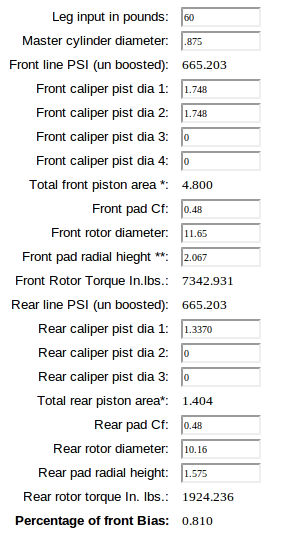 Leg input in pounds: 60
Master cylinder diameter: .875
Front line PSI (un boosted): 665.203
Front caliper pist dia 1: 1.748
Front caliper pist dia 2: 1.748
Front caliper pist dia 3: 0
Front caliper pist dia 4: 0
Total front piston area *: 4.800
Front pad Cf: 0.48
Front rotor diameter: 11.65
Front pad radial hieght **: 2.067
Front Rotor Torque In.lbs.: 7342.931
Rear line PSI (un boosted): 665.203
Rear caliper pist dia 1: 1.3370
Rear caliper pist dia 2: 0
Rear caliper pist dia 3: 0
Total rear piston area*: 1.404
Rear pad Cf: 0.48
Rear rotor diameter: 10.16
Rear pad radial height: 1.575
Rear rotor torque In. lbs.: 1924.236
Percentage of front Bias: 0.810